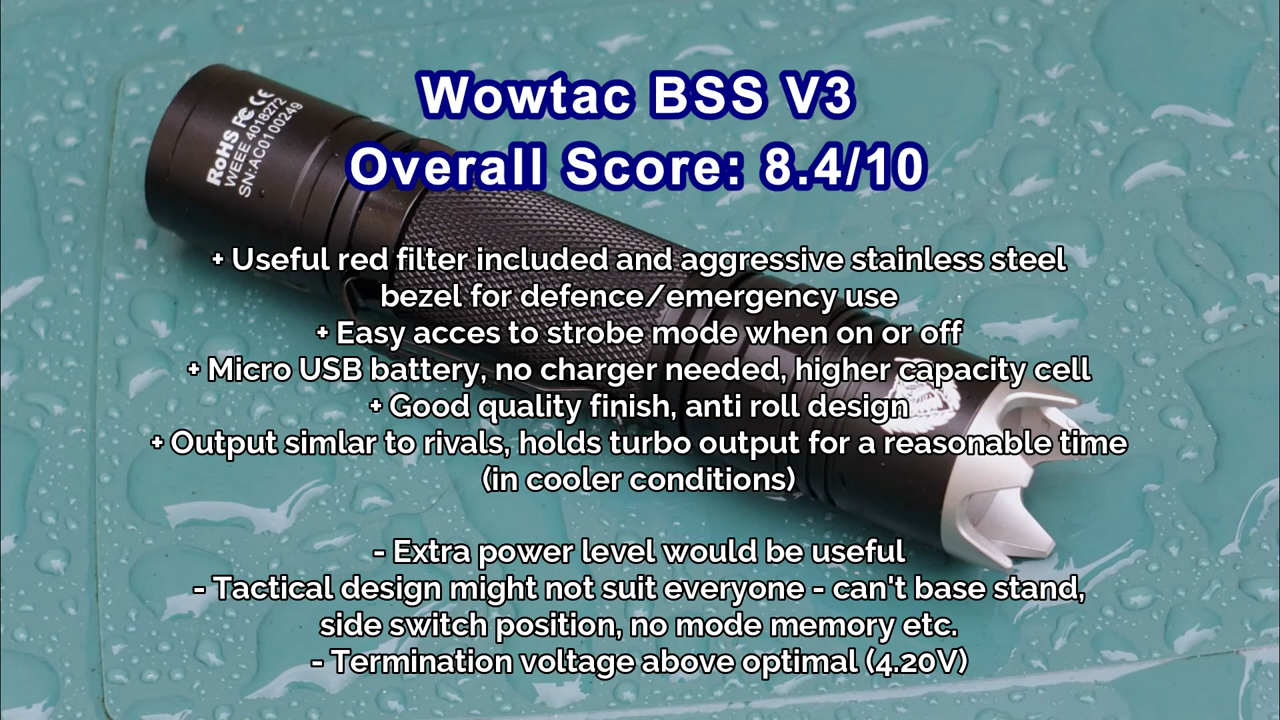 Wowtac BSS V3
Overall Score: 8.4/10
RoHS FC CE
WEEE.4018272
SN:AC0100249
+ Useful red filter included and aggressive stainless steel
bezel for defence/emergency use
+ Easy acces to strobe mode when on or off
+ Micro USB battery, no charger needed, higher capacity cell
+ Good quality finish, anti roll design
+ Output simlar to rivals, holds turbo output for a reasonable time
(in cooler conditions)
- Extra power level would be useful
- Tactical design might not suit everyone - can't base stand,
side switch position, no mode memory etc.
- Termination voltage above optimal (4.20V)